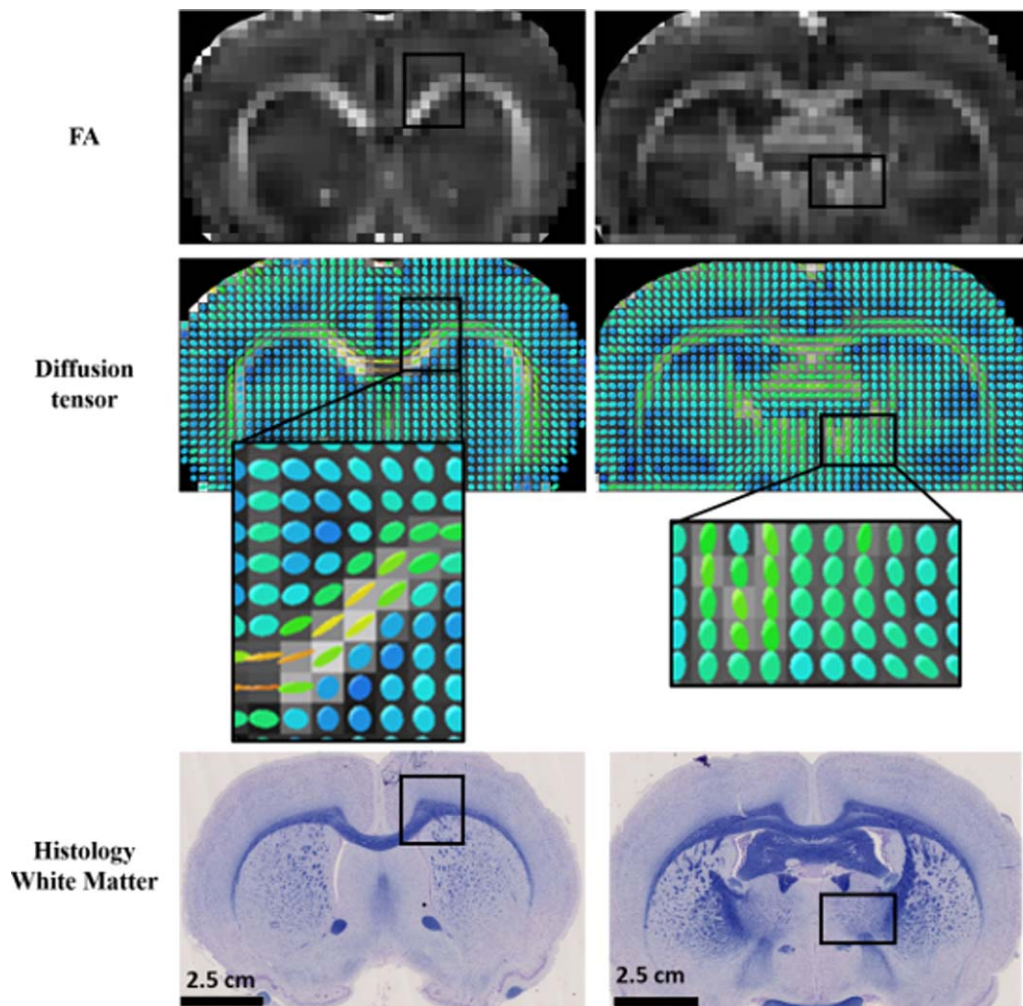 FA
Diffusion
tensor
Histology
White Matter
2.5 cm
2.5 cm